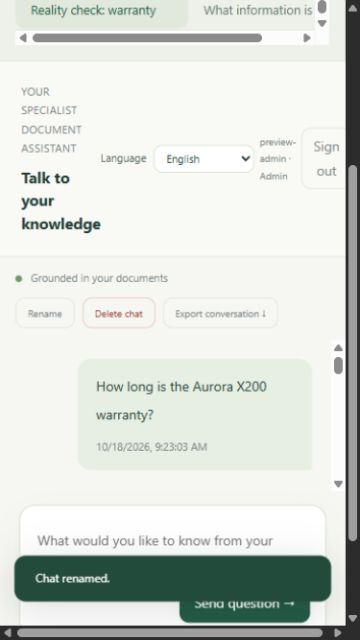 Reality check: warranty
What information is
YOUR
SPECIALIST
DOCUMENT
ASSISTANT
Talk to
your
knowledge
Language
English
preview-
admin ·
Admin
Sign
out
Grounded in your documents
Rename
Delete chat
Export conversation ↓
How long is the Aurora X200
warranty?
10/18/2026, 9:23:03 AM
What would you like to know from your
Chat renamed.
Send question →